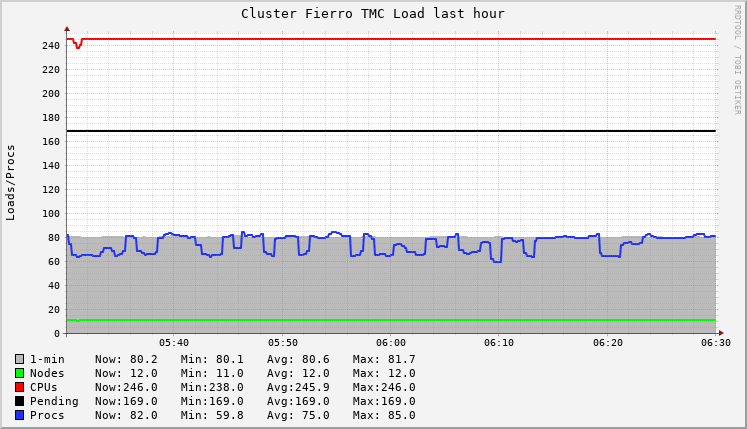 Cluster Fierro TMC Load last hour
RRDTOOL / TOBI OETIKER
Loads/Procs
240
220
200
180
160
140
120
100
80
60
40
20
0
05:40 05:50 06:00 06:10 06:20 06:30
1-min Now: 80.2 Min: 80.1 Avg: 80.6 Max: 81.7
Nodes Now: 12.0 Min: 11.0 Avg: 12.0 Max: 12.0
CPUs Now:246.0 Min:238.0 Avg:245.9 Max:246.0
Pending Now:169.0 Min:169.0 Avg:169.0 Max:169.0
Procs Now: 82.0 Min: 59.8 Avg: 75.0 Max: 85.0